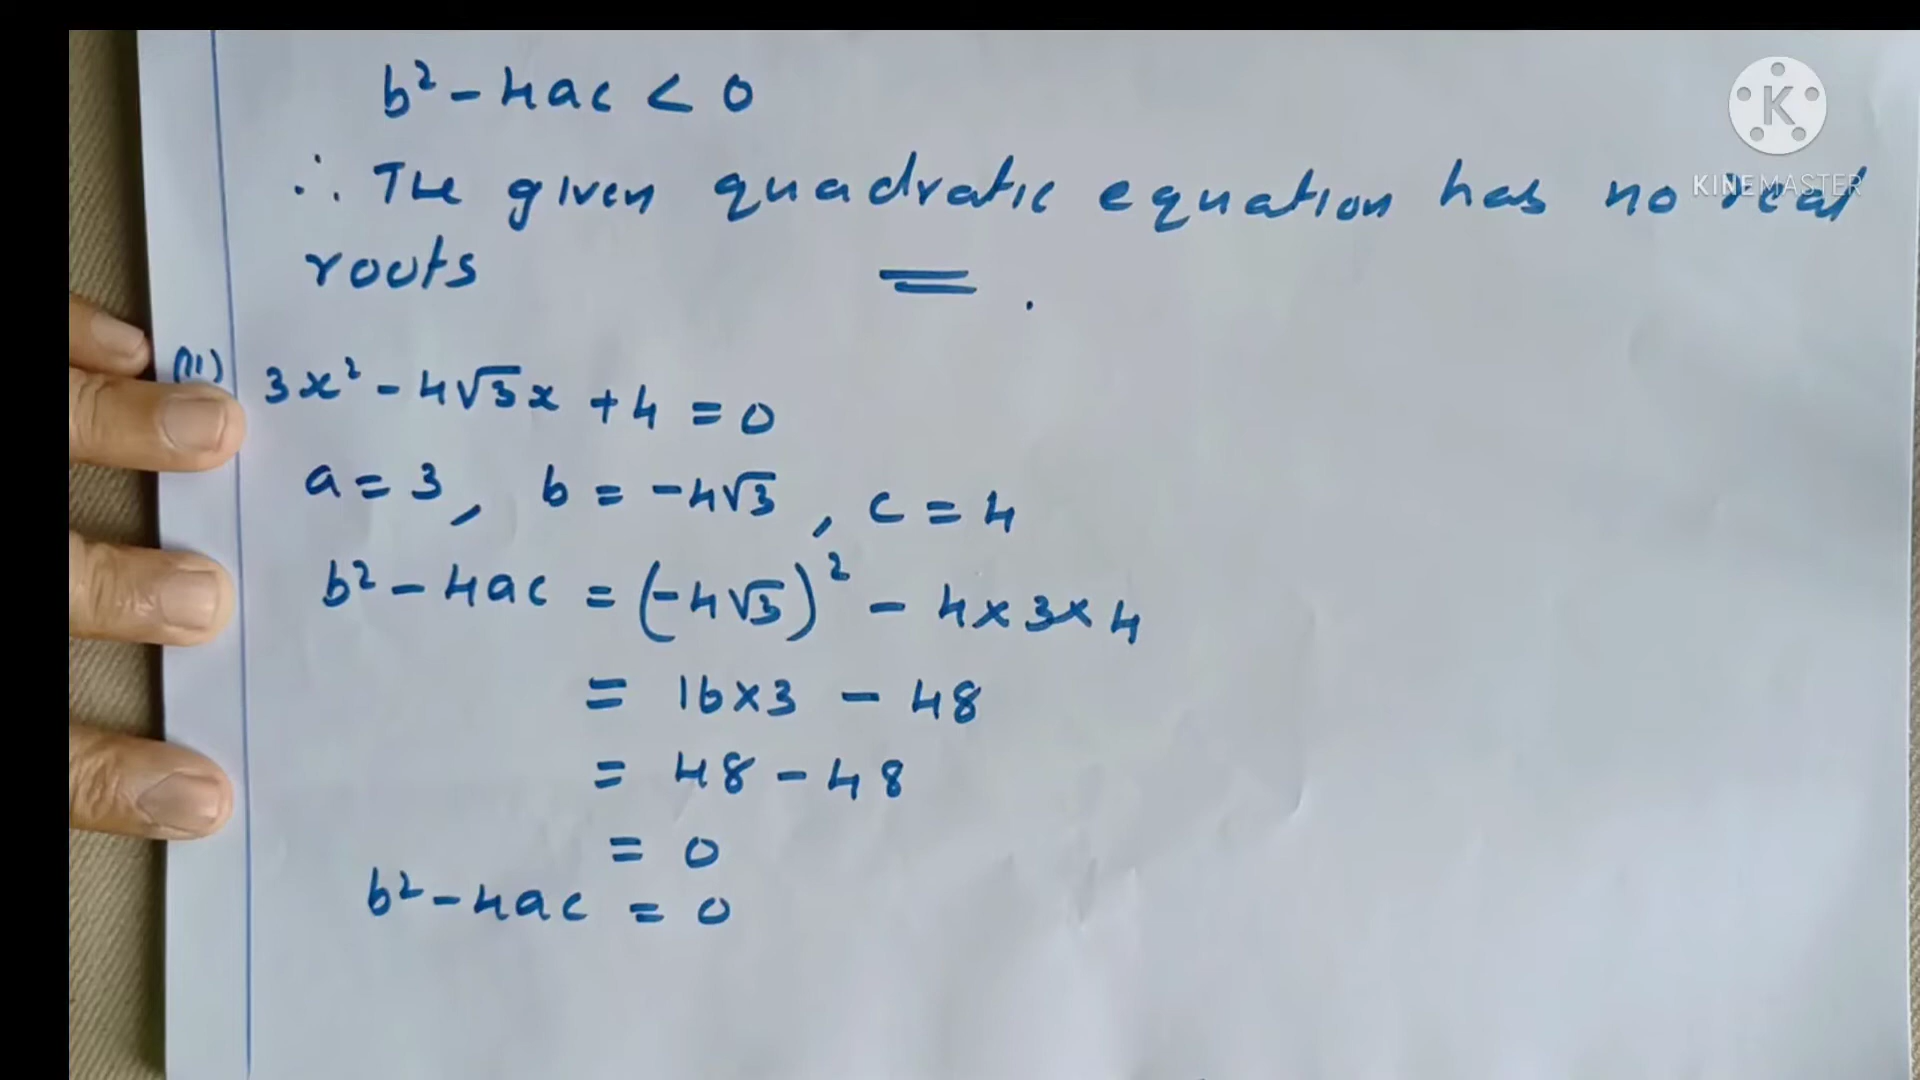 b² - 4ac < 0
K
KINEMASTER
∴ The given quadratic equation has no real
roots
(ii) 3x² - 4√3x + 4 = 0
a = 3, b = -4√3, c = 4
b² - 4ac = (-4√3)² - 4×3×4
= 16×3 - 48
= 48 - 48
= 0
b² - 4ac = 0